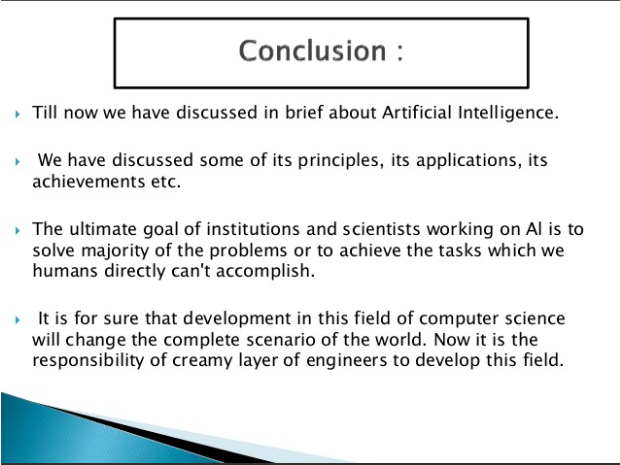 Conclusion :
Till now we have discussed in brief about Artificial Intelligence.
We have discussed some of its principles, its applications, its
achievements etc.
The ultimate goal of institutions and scientists working on AI is to
solve majority of the problems or to achieve the tasks which we
humans directly can't accomplish.
It is for sure that development in this field of computer science
will change the complete scenario of the world. Now it is the
responsibility of creamy layer of engineers to develop this field.